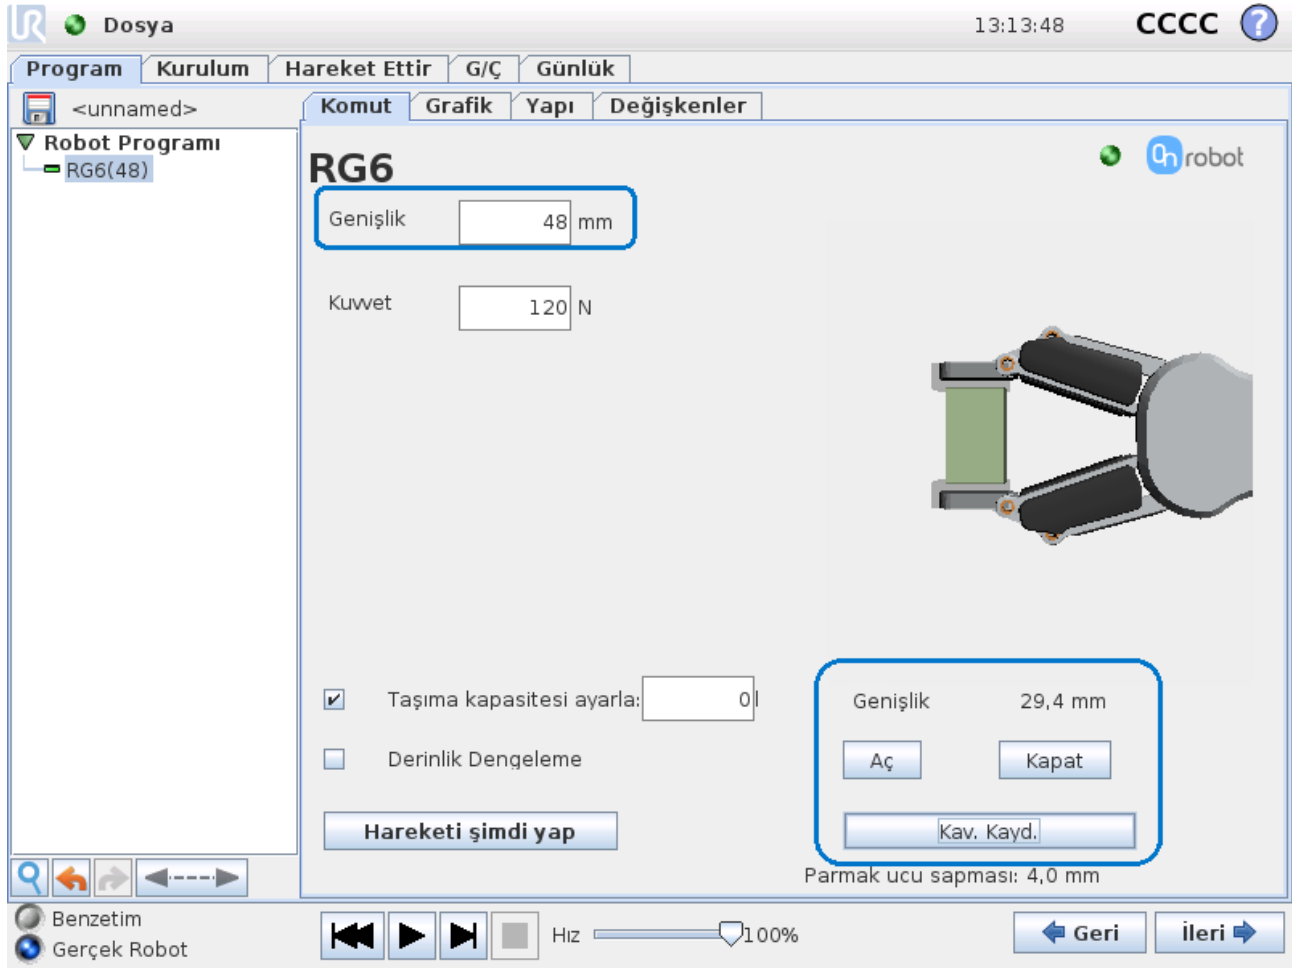 UR Dosya 13:13:48 CCCC ?
Program Kurulum Hareket Ettir G/Ç Günlük
<unnamed> Komut Grafik Yapı Değişkenler
Robot Programı
RG6(48)
RG6
On robot
Genişlik 48 mm
Kuvvet 120 N
Taşıma kapasitesi ayarla: 0
Genişlik 29,4 mm
Derinlik Dengeleme
Aç Kapat
Hareketi şimdi yap
Kav. Kayd.
Parmak ucu sapması: 4,0 mm
Benzetim
Gerçek Robot
Hız 100%
Geri İleri